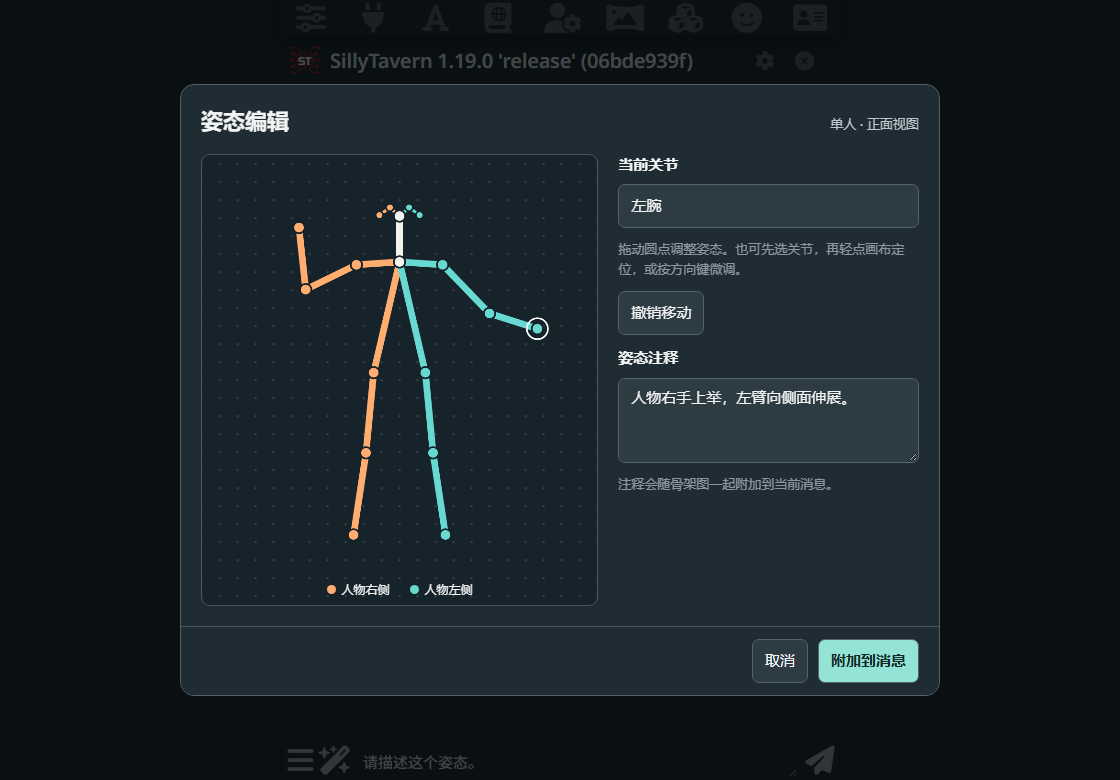 SillyTavern 1.19.0 'release' (06bde939f)
姿态编辑
单人 · 正面视图
当前关节
左腕
拖动圆点调整姿态。也可先选关节，再轻点画布定
位，或按方向键微调。
撤销移动
姿态注释
人物右手上举，左臂向侧面伸展。
注释会随骨架图一起附加到当前消息。
人物右侧
人物左侧
取消
附加到消息
请描述这个姿态。